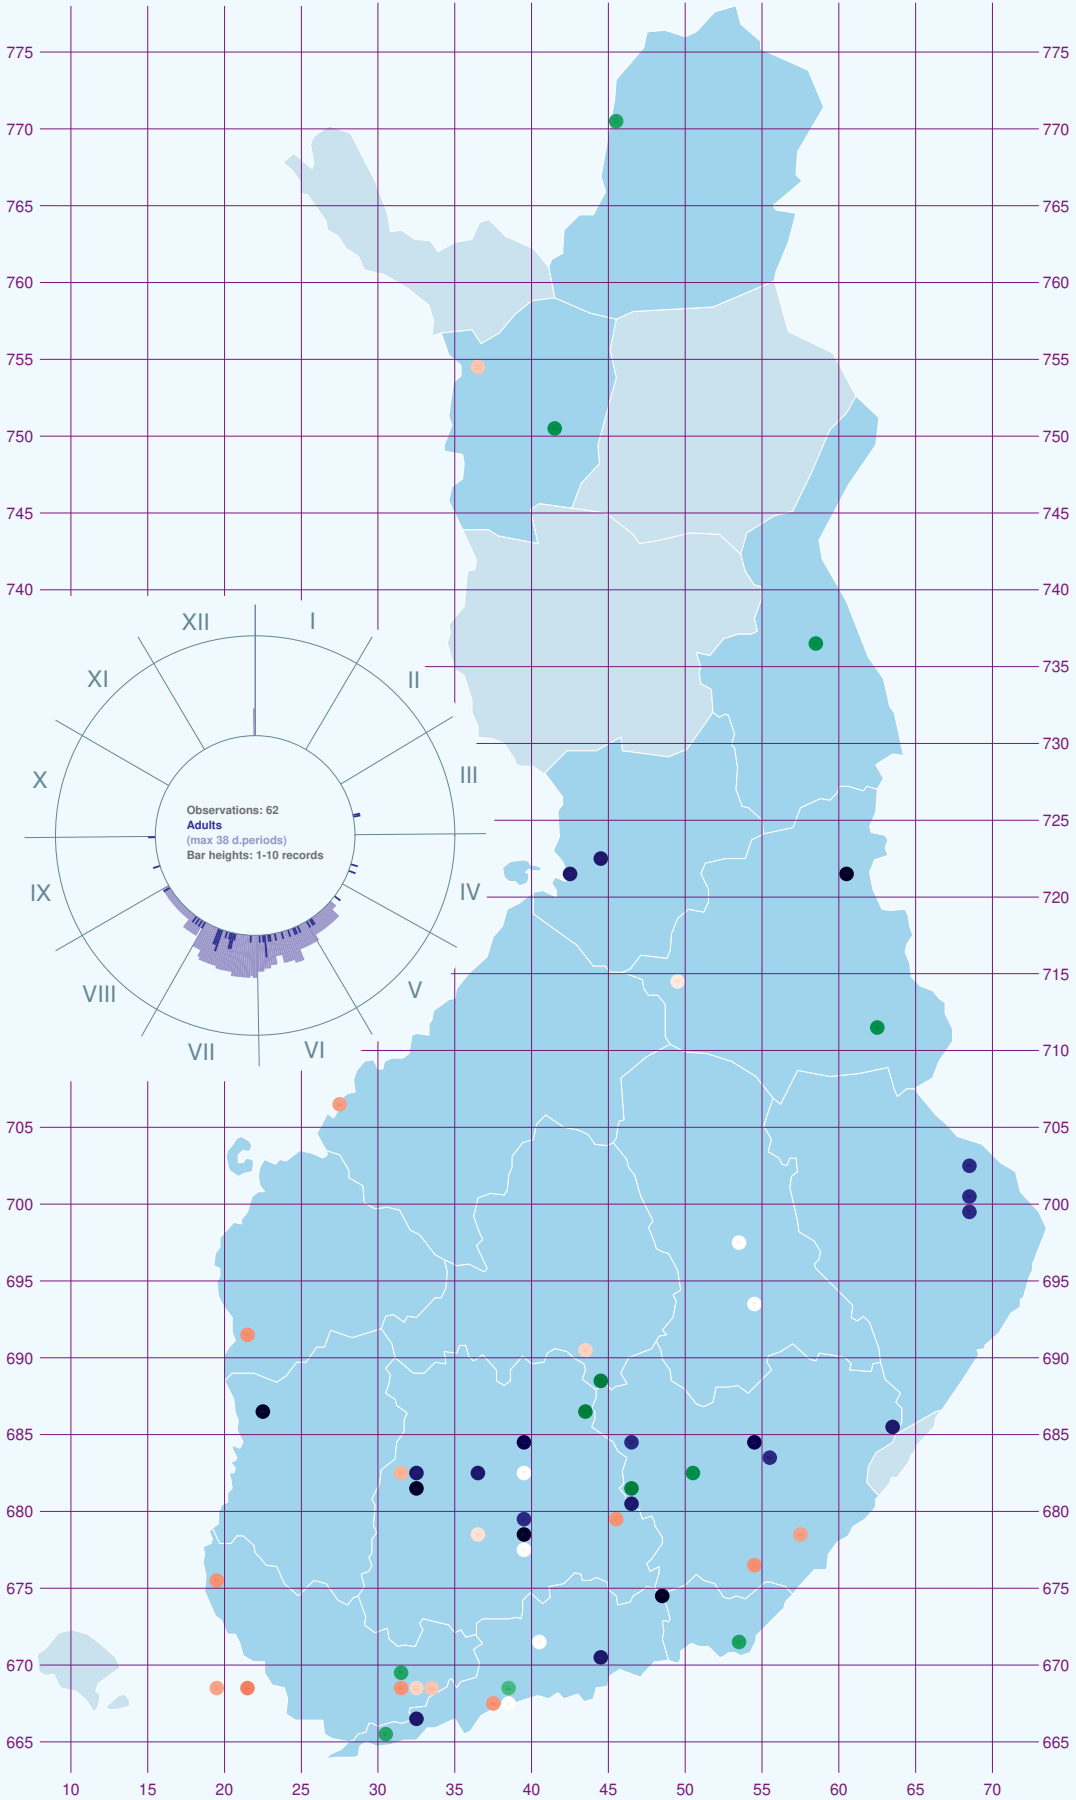 775 775
770 770
765 765
760 760
755 755
750 750
745 745
740 740
XII I
XI II
735
730
X III
Observations: 62
Adults
(max 38 d.periods)
Bar heights: 1-10 records
725
IX IV
720
VIII V
715
VII VI
710
705 705
700 700
695 695
690 690
685 685
680 680
675 675
670 670
665 665
10 15 20 25 30 35 40 45 50 55 60 65 70